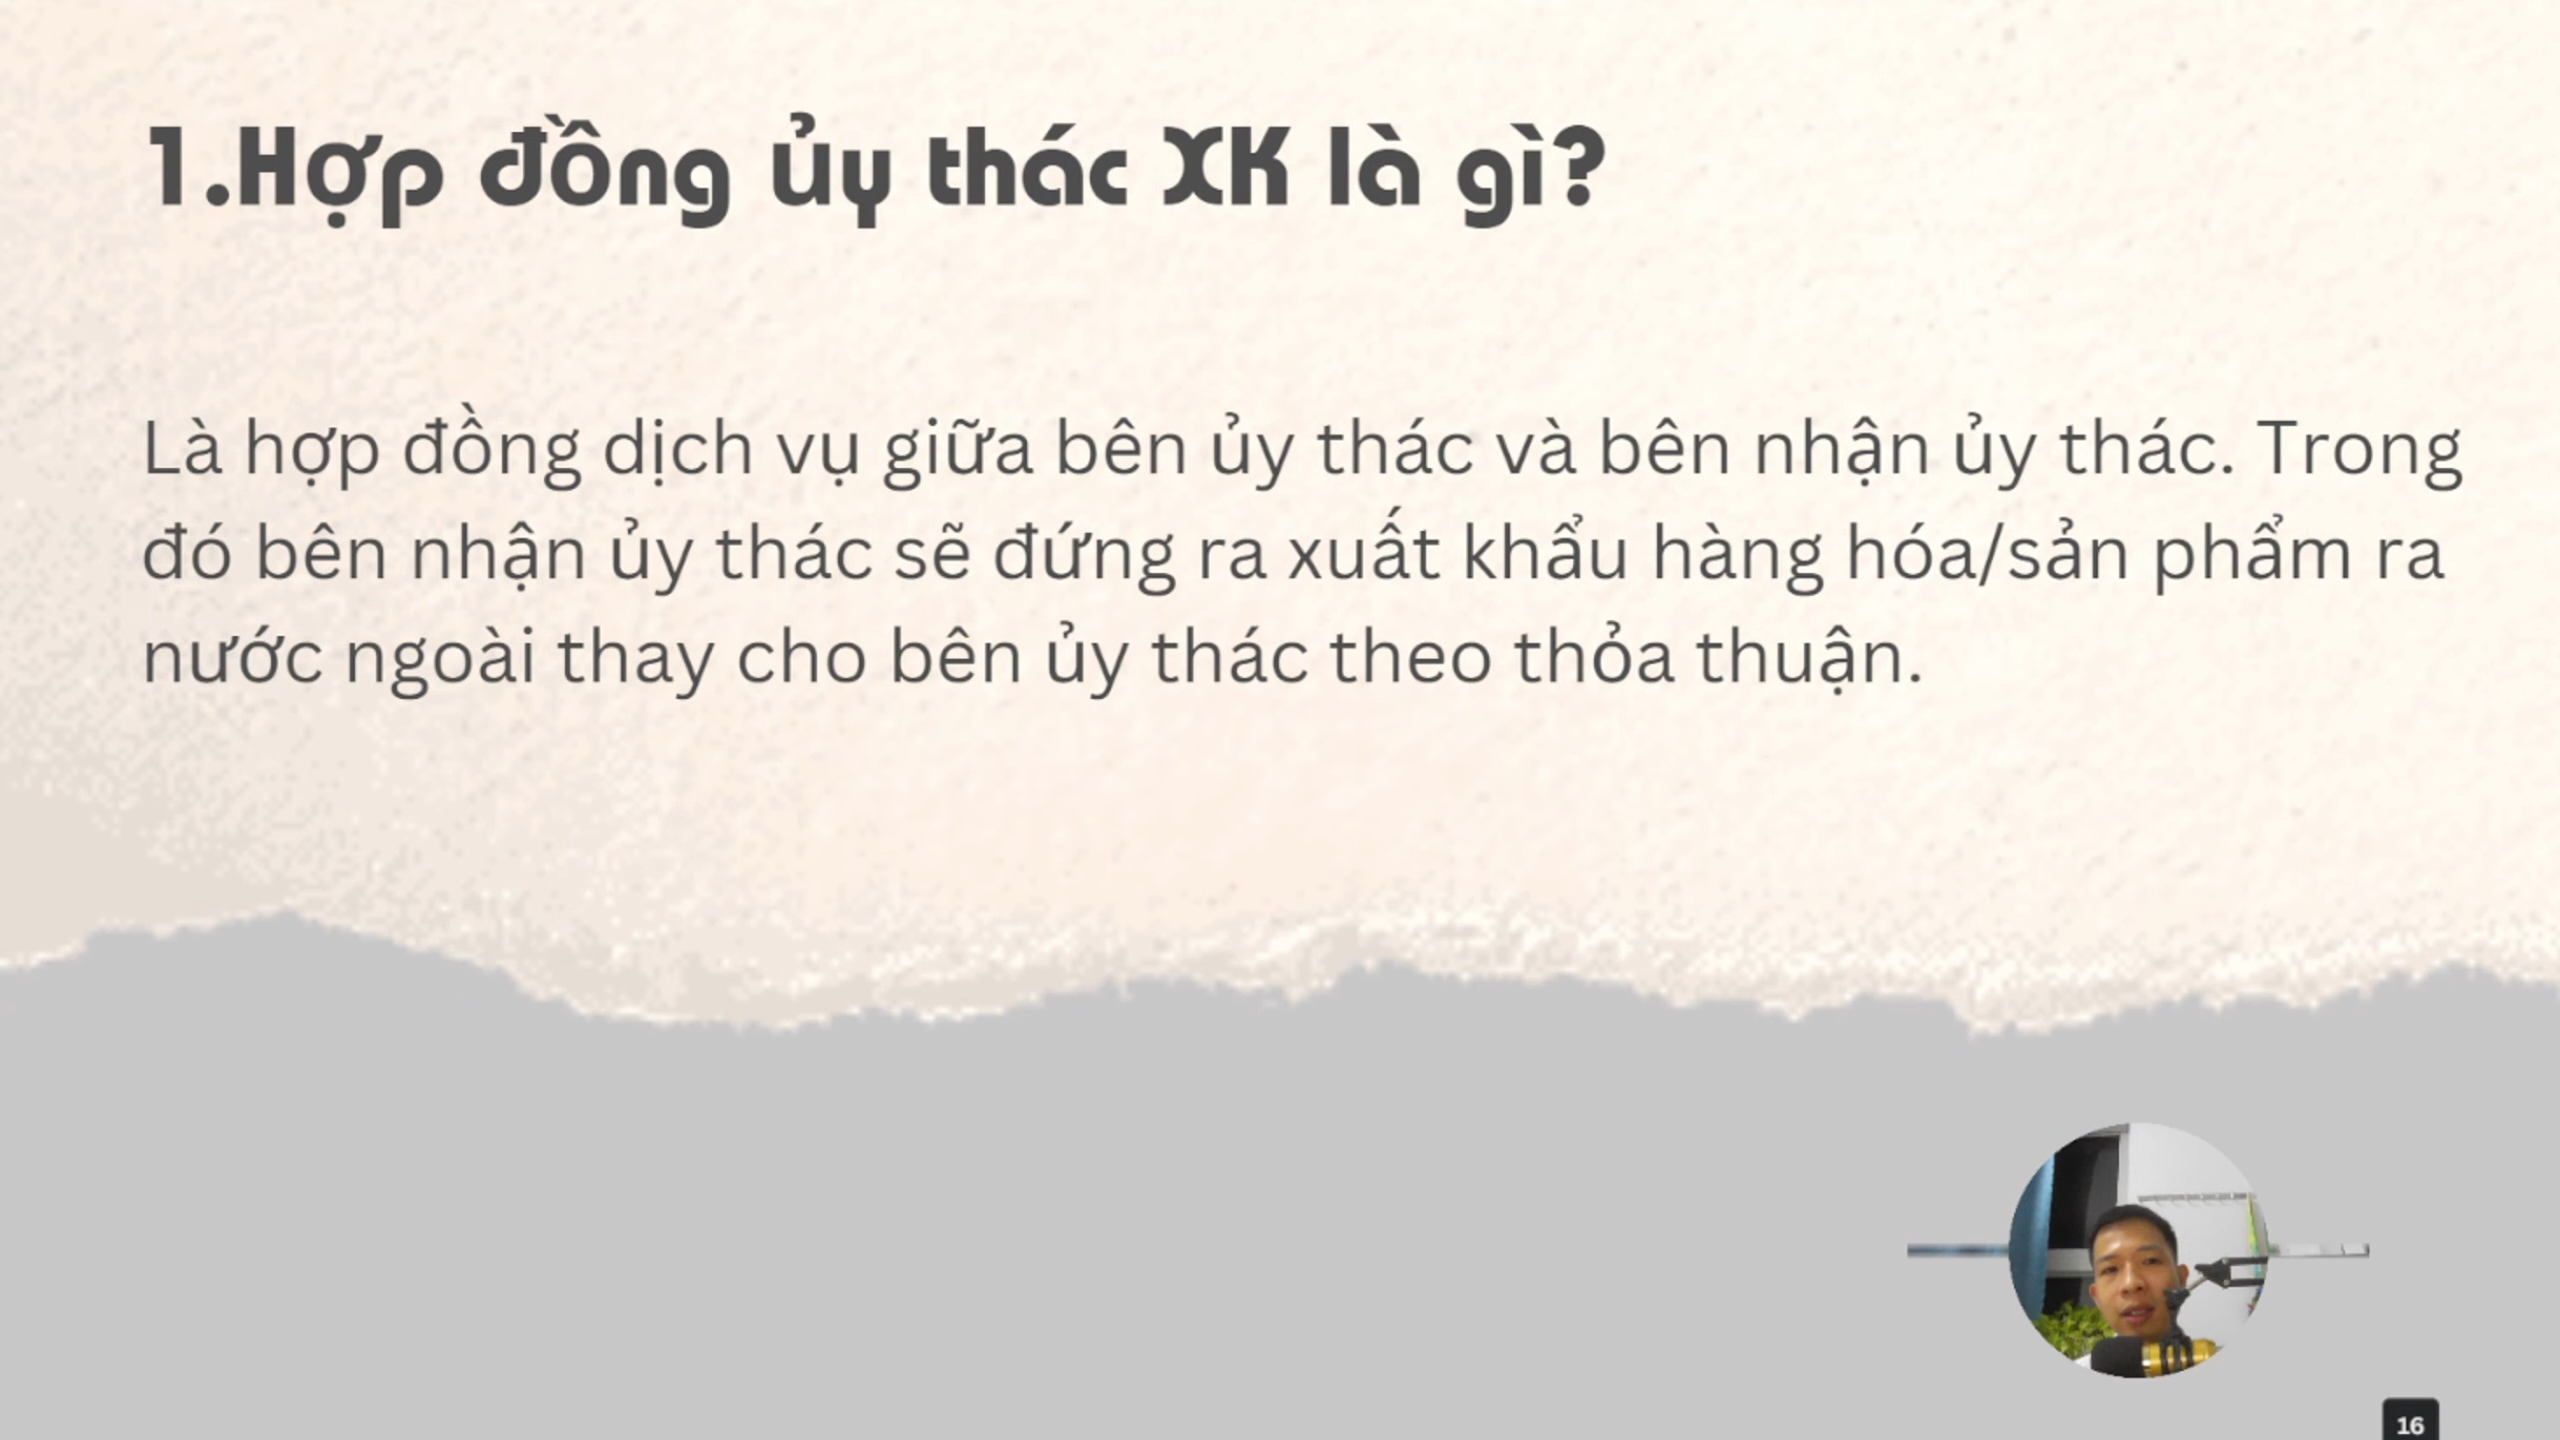 1.Hợp đồng ủy thác XK là gì?
Là hợp đồng dịch vụ giữa bên ủy thác và bên nhận ủy thác. Trong
đó bên nhận ủy thác sẽ đứng ra xuất khẩu hàng hóa/sản phẩm ra
nước ngoài thay cho bên ủy thác theo thỏa thuận.
16